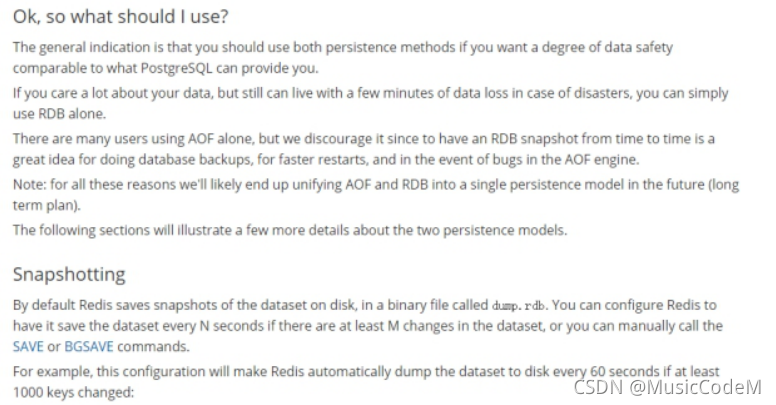 Ok, so what should I use?
The general indication is that you should use both persistence methods if you want a degree of data safety
comparable to what PostgreSQL can provide you.
If you care a lot about your data, but still can live with a few minutes of data loss in case of disasters, you can simply
use RDB alone.
There are many users using AOF alone, but we discourage it since to have an RDB snapshot from time to time is a
great idea for doing database backups, for faster restarts, and in the event of bugs in the AOF engine.
Note: for all these reasons we'll likely end up unifying AOF and RDB into a single persistence model in the future (long
term plan).
The following sections will illustrate a few more details about the two persistence models.
Snapshotting
By default Redis saves snapshots of the dataset on disk, in a binary file called dump.rdb. You can configure Redis to
have it save the dataset every N seconds if there are at least M changes in the dataset, or you can manually call the
SAVE or BGSAVE commands.
For example, this configuration will make Redis automatically dump the dataset to disk every 60 seconds if at least
1000 keys changed:
CSDN @MusicCodeM